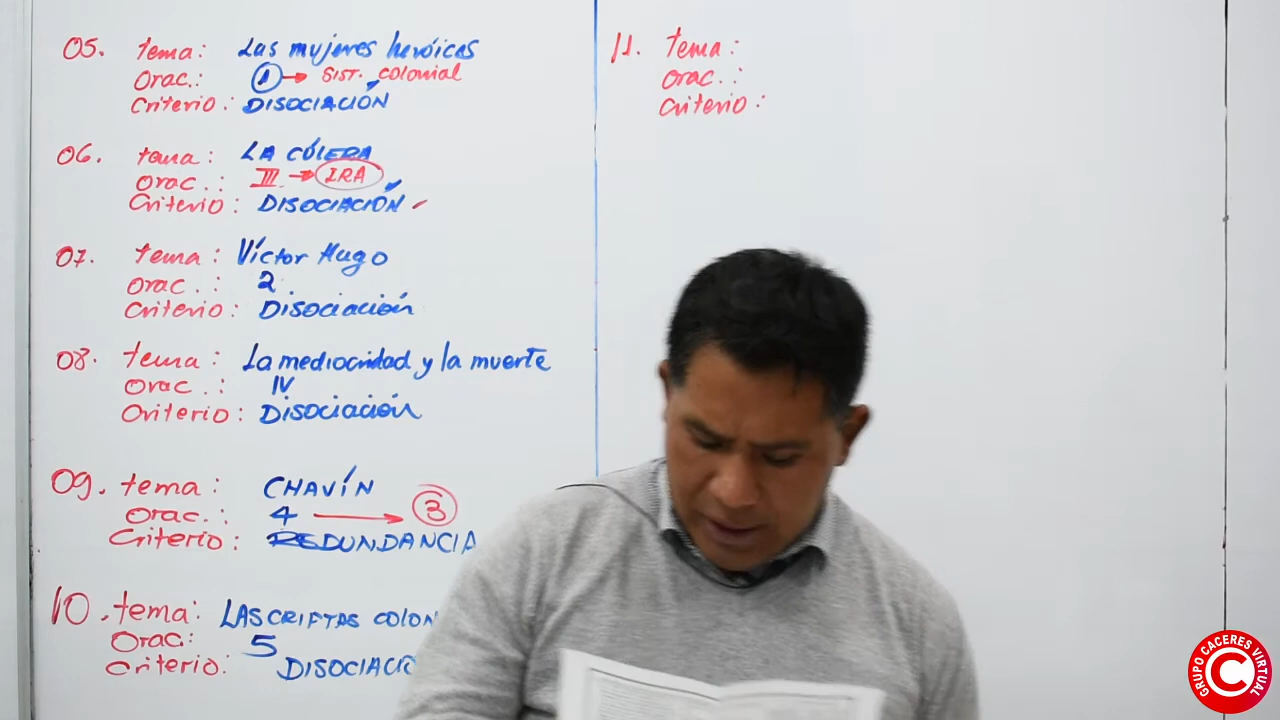 05. tema: Las mujeres heróicas
Orac.: 1 → SIST. colonial
Criterio: DISOCIACIÓN
06. tema: LA CÓLERA
Orac.: III → IRA
Criterio: DISOCIACIÓN
07. tema: Víctor Hugo
Orac.: 2
Criterio: Disociación
08. tema: La mediocridad y la muerte
Orac.: IV
Criterio: Disociación
09. tema: CHAVÍN
Orac.: 4 → 3
Criterio: REDUNDANCIA
10. tema: LAS CRIPTAS COLON
Orac: 5
Criterio: DISOCIACIÓ
11. tema:
Orac.:
Criterio:
GRUPO CACERES VIRTUAL
C